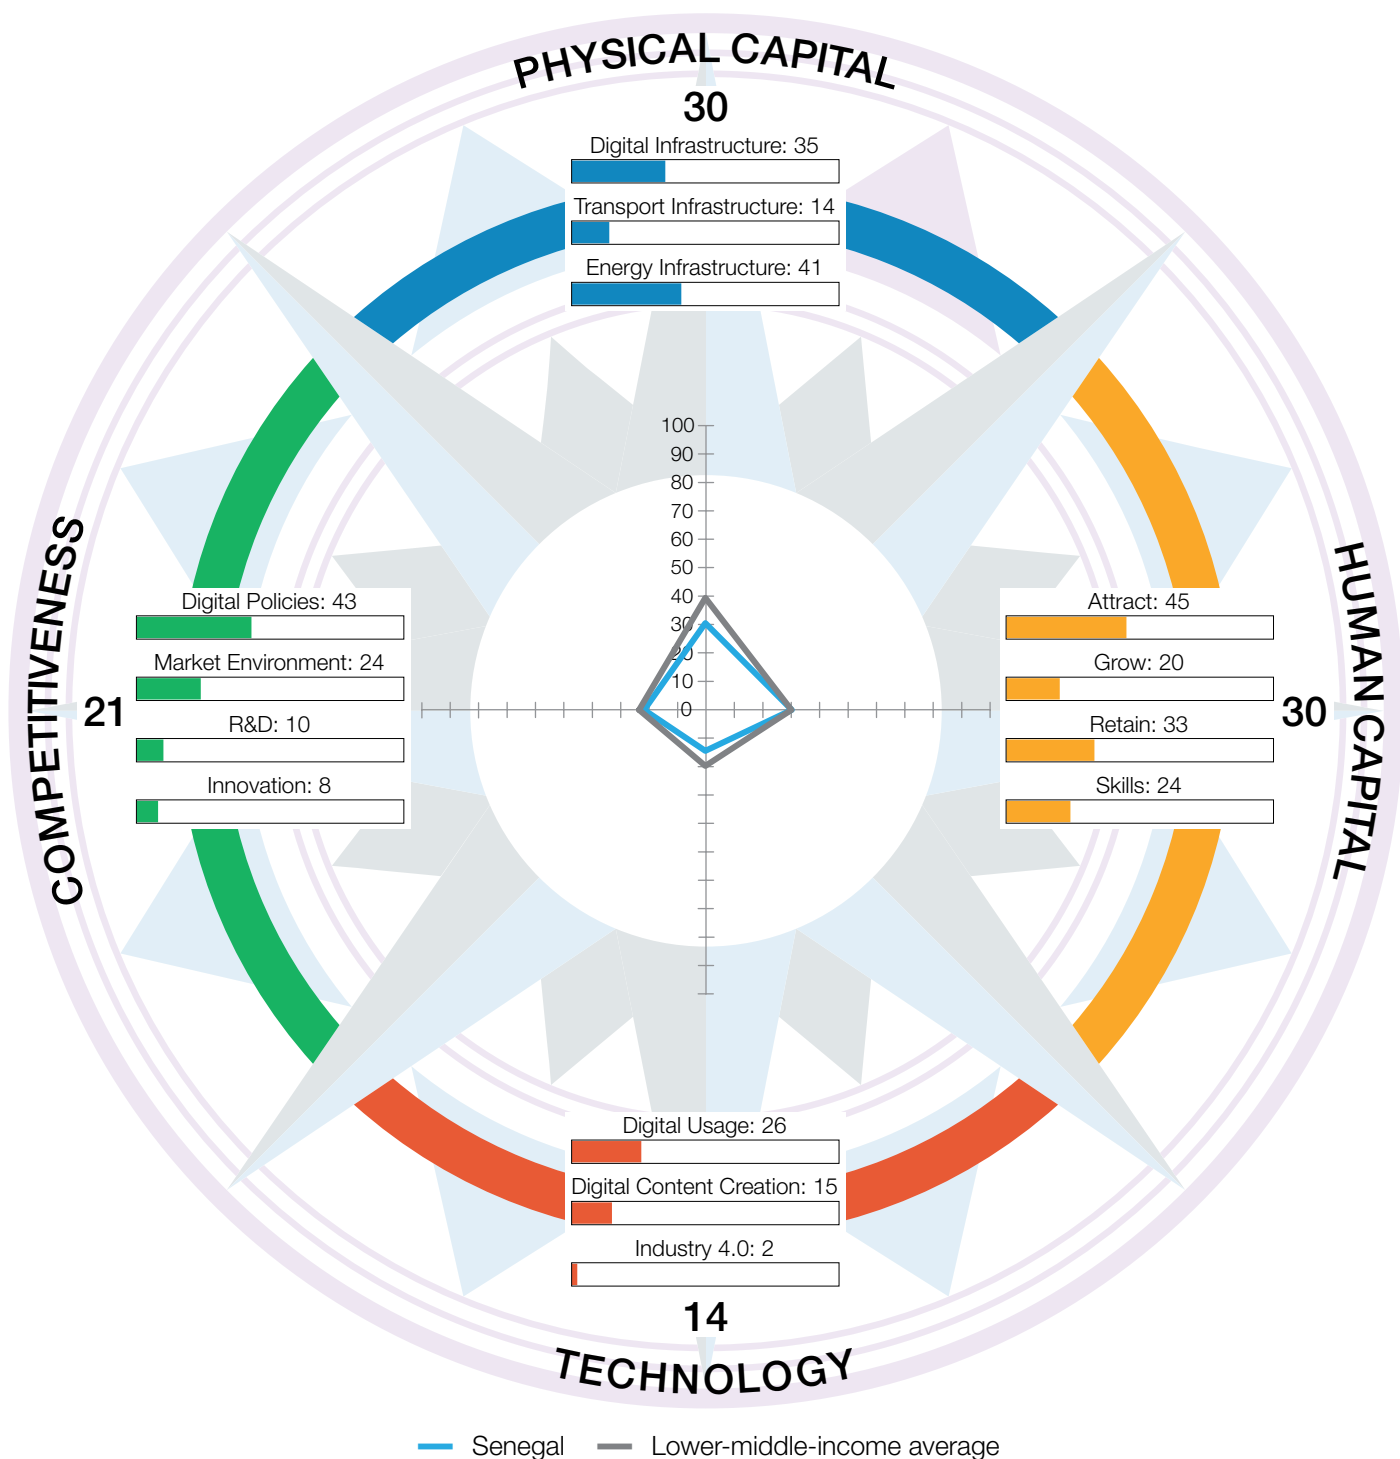 PHYSICAL CAPITAL
30
Digital Infrastructure: 35
Transport Infrastructure: 14
Energy Infrastructure: 41
100
90
80
70
60
50
40
30
20
10
0
COMPETITIVENESS
21
Digital Policies: 43
Market Environment: 24
R&D: 10
Innovation: 8
HUMAN CAPITAL
30
Attract: 45
Grow: 20
Retain: 33
Skills: 24
Digital Usage: 26
Digital Content Creation: 15
Industry 4.0: 2
14
TECHNOLOGY
Senegal
Lower-middle-income average